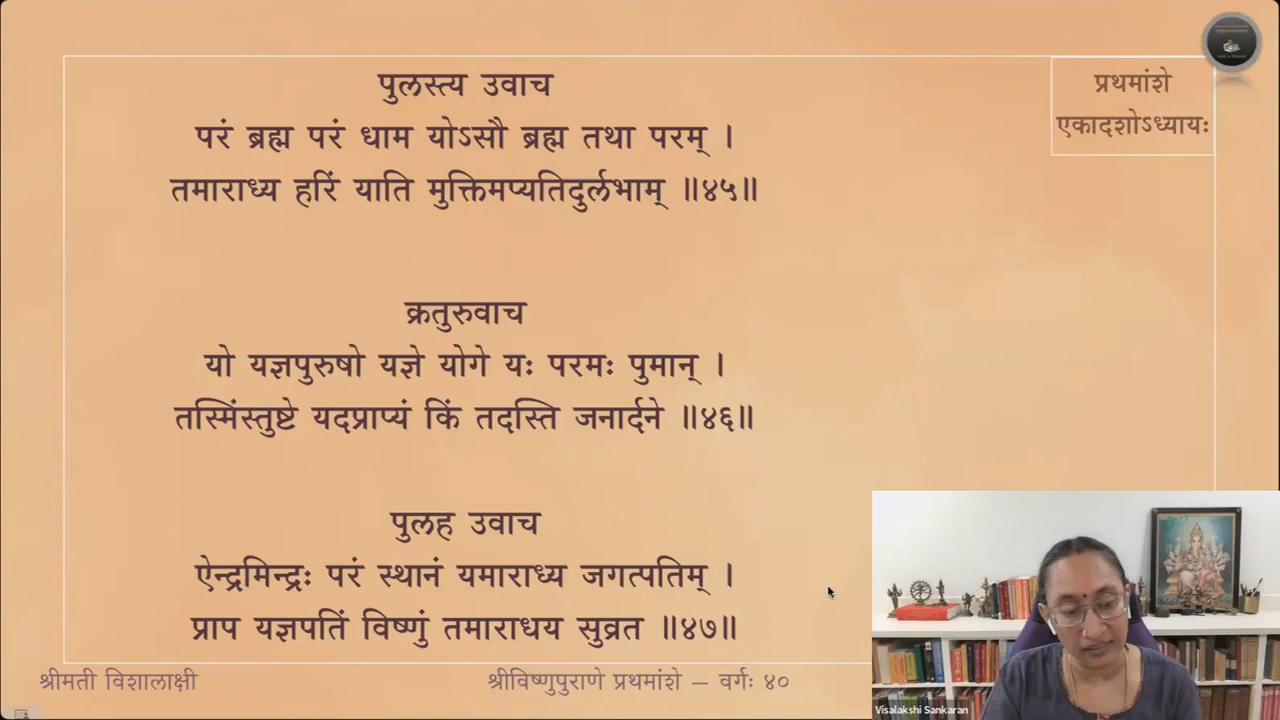 पुलस्त्य उवाच
परं ब्रह्म परं धाम योऽसौ ब्रह्म तथा परम् ।
तमाराध्य हरिं याति मुक्तिमप्यतिदुर्लभाम् ॥४५॥
प्रथमांशे
एकादशोऽध्यायः
क्रतुरुवाच
यो यज्ञपुरुषो यज्ञे योगे यः परमः पुमान् ।
तस्मिंस्तुष्टे यदप्राप्यं किं तदस्ति जनार्दने ॥४६॥
पुलह उवाच
ऐन्द्रमिन्द्रः परं स्थानं यमाराध्य जगत्पतिम् ।
प्राप यज्ञपतिं विष्णुं तमाराधय सुव्रत ॥४७॥
श्रीमती विशालाक्षी
श्रीविष्णुपुराणे प्रथमांशे – वर्गः ४०
Visalakshi Sankaran